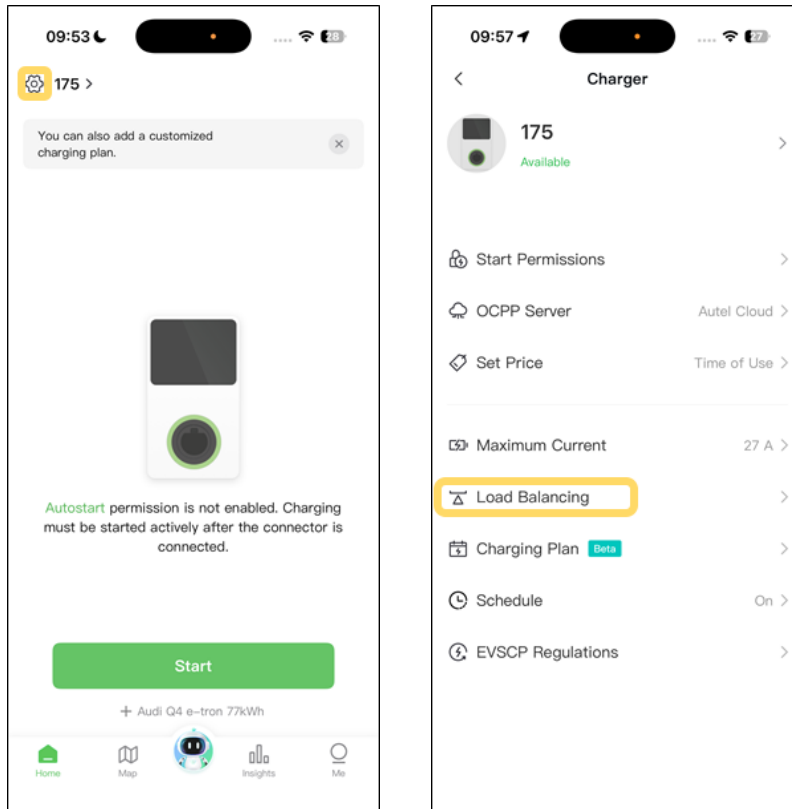 09:53
28
175 >
You can also add a customized
charging plan.
Autostart permission is not enabled. Charging
must be started actively after the connector is
connected.
Start
+ Audi Q4 e-tron 77kWh
Home
Map
Insights
Me
09:57
27
Charger
175
Available
Start Permissions
OCPP Server
Autel Cloud
Set Price
Time of Use
Maximum Current
27 A
Load Balancing
Charging Plan
Beta
Schedule
On
EVSCP Regulations